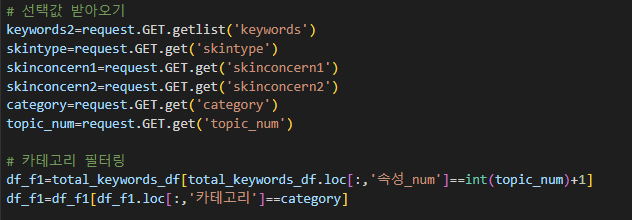 # 선택값 받아오기
keywords2=request.GET.getlist('keywords')
skintype=request.GET.get('skintype')
skinconcern1=request.GET.get('skinconcern1')
skinconcern2=request.GET.get('skinconcern2')
category=request.GET.get('category')
topic_num=request.GET.get('topic_num')
# 카테고리 필터링
df_f1=total_keywords_df[total_keywords_df.loc[:,'속성_num']==int(topic_num)+1]
df_f1=df_f1[df_f1.loc[:,'카테고리']==category]